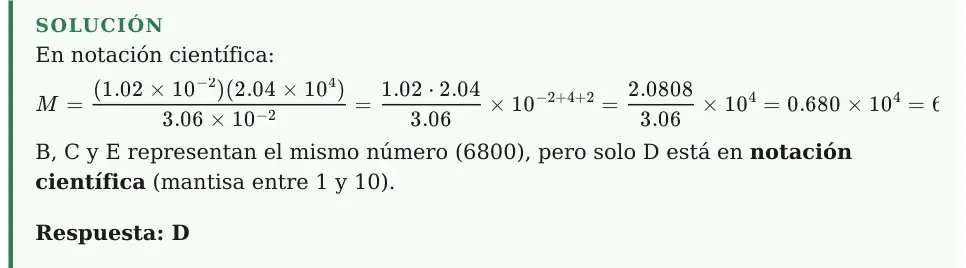 SOLUCIÓN
En notación científica:
M = (1.02 × 10⁻²)(2.04 × 10⁴) / 3.06 × 10⁻² = 1.02 · 2.04 / 3.06 × 10⁻²⁺⁴⁺² = 2.0808 / 3.06 × 10⁴ = 0.680 × 10⁴ =
B, C y E representan el mismo número (6800), pero solo D está en notación
científica (mantisa entre 1 y 10).
Respuesta: D